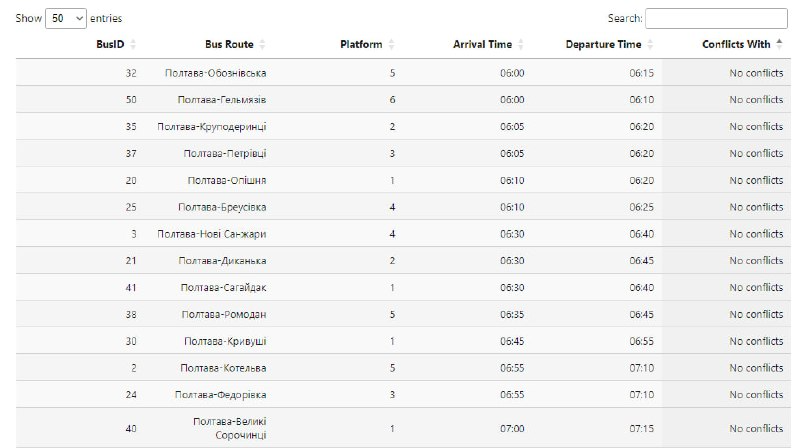 Show 50 entries Search:
BusID Bus Route Platform Arrival Time Departure Time Conflicts With
32 Полтава-Обознівська 5 06:00 06:15 No conflicts
50 Полтава-Гельмязів 6 06:00 06:10 No conflicts
35 Полтава-Круподеринці 2 06:05 06:20 No conflicts
37 Полтава-Петрівці 3 06:05 06:20 No conflicts
20 Полтава-Опішня 1 06:10 06:20 No conflicts
25 Полтава-Бреусівка 4 06:10 06:25 No conflicts
3 Полтава-Нові Санжари 4 06:30 06:40 No conflicts
21 Полтава-Диканька 2 06:30 06:45 No conflicts
41 Полтава-Сагайдак 1 06:30 06:40 No conflicts
38 Полтава-Ромодан 5 06:35 06:45 No conflicts
30 Полтава-Кривуші 1 06:45 06:55 No conflicts
2 Полтава-Котельва 5 06:55 07:10 No conflicts
24 Полтава-Федорівка 3 06:55 07:10 No conflicts
40 Полтава-Великі Сорочинці 1 07:00 07:15 No conflicts